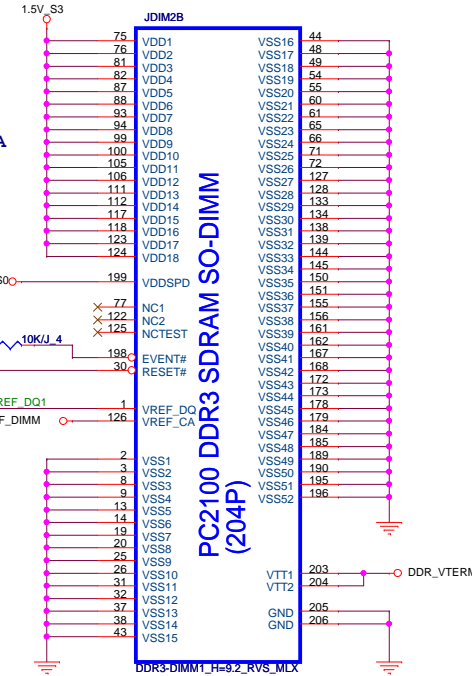 1.5V_S3
JDIM2B
75 VDD1 VSS16 44
76 VDD2 VSS17 48
81 VDD3 VSS18 49
82 VDD4 VSS19 54
87 VDD5 VSS20 55
88 VDD6 VSS21 60
93 VDD7 VSS22 61
94 VDD8 VSS23 65
99 VDD9 VSS24 66
100 VDD10 VSS25 71
105 VDD11 VSS26 72
106 VDD12 VSS27 127
111 VDD13 VSS28 128
112 VDD14 VSS29 133
117 VDD15 VSS30 134
118 VDD16 VSS31 138
123 VDD17 VSS32 139
124 VDD18 VSS33 144
VSS34 145
199 VDDSPD VSS35 150
VSS36 151
77 NC1 VSS37 155
122 NC2 VSS38 156
125 NCTEST VSS39 161
10K/J_4 VSS40 162
198 EVENT# VSS41 167
30 RESET# VSS42 168
VSS43 172
VSS44 173
REF_DQ1 1 VREF_DQ VSS45 178
F_DIMM 126 VREF_CA VSS46 179
VSS47 184
VSS48 185
2 VSS1 VSS49 189
3 VSS2 VSS50 190
8 VSS3 VSS51 195
9 VSS4 VSS52 196
13 VSS5
14 VSS6
19 VSS7
20 VSS8
25 VSS9
26 VSS10 VTT1 203 DDR_VTERM
31 VSS11 VTT2 204
32 VSS12
37 VSS13 GND 205
38 VSS14 GND 206
43 VSS15
PC2100 DDR3 SDRAM SO-DIMM
(204P)
DDR3-DIMM1_H=9.2_RVS_MLX